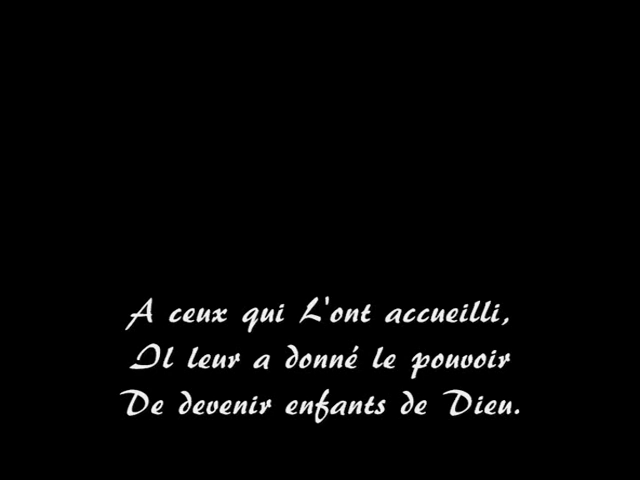 A ceux qui L'ont accueilli,
Il leur a donné le pouvoir
De devenir enfants de Dieu.